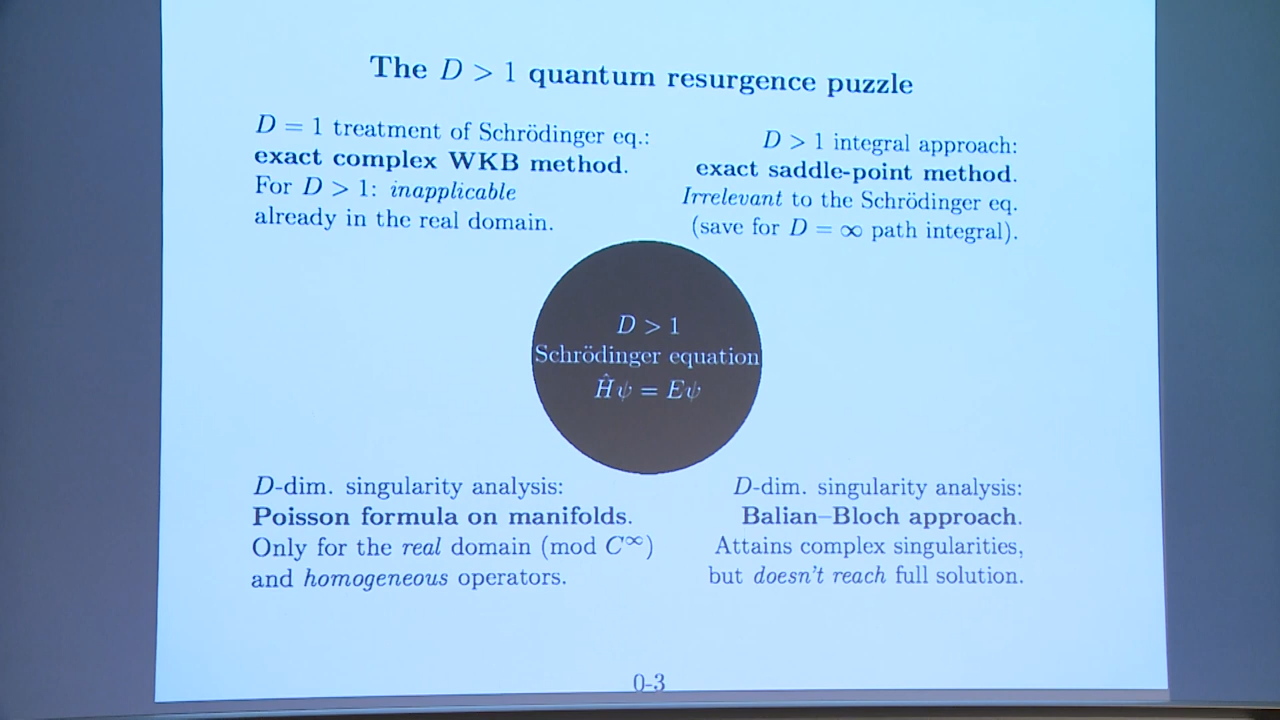 The D > 1 quantum resurgence puzzle
D = 1 treatment of Schrödinger eq.:
exact complex WKB method.
For D > 1: inapplicable
already in the real domain.
D > 1 integral approach:
exact saddle-point method.
Irrelevant to the Schrödinger eq.
(save for D = ∞ path integral).
D > 1
Schrödinger equation
Ĥψ = Eψ
D-dim. singularity analysis:
Poisson formula on manifolds.
Only for the real domain (mod C∞)
and homogeneous operators.
D-dim. singularity analysis:
Balian–Bloch approach.
Attains complex singularities,
but doesn't reach full solution.
0-3